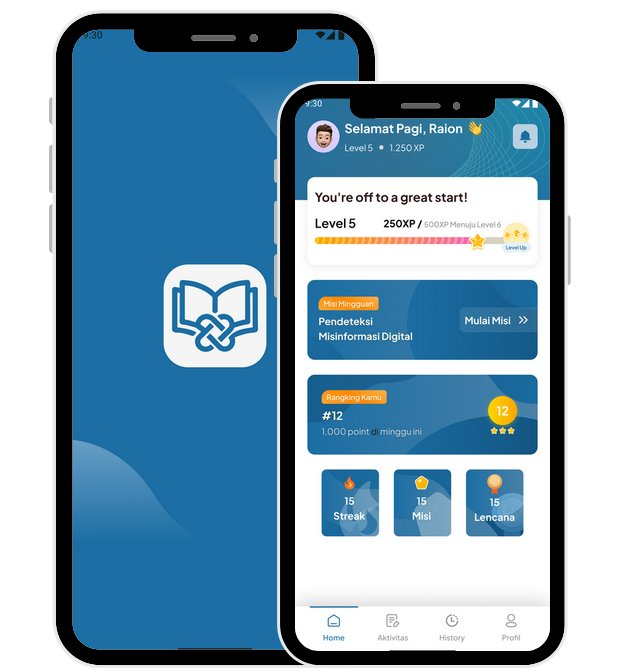 9:30
9:30
Selamat Pagi, Raion 👋
Level 5 • 1.250 XP
You're off to a great start!
Level 5
250XP / 500XP Menuju Level 6
Level Up
Misi Mingguan
Pendeteksi
Misinformasi Digital
Mulai Misi
Rangking Kamu
#12
1,000 point di minggu ini
12
15
Streak
15
Misi
15
Lencana
Home
Aktivitas
History
Profil